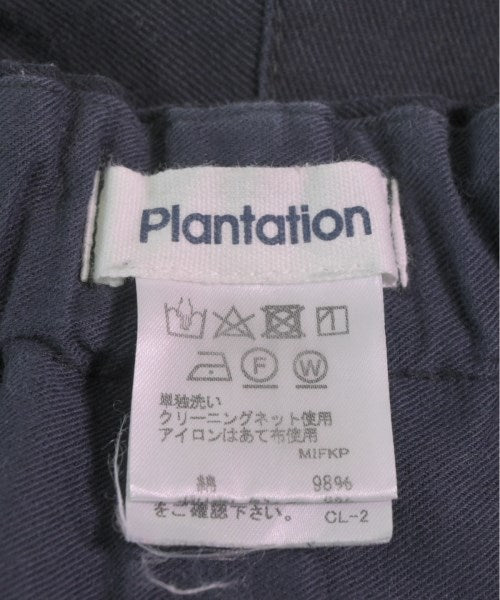 Plantation
F W
単独洗い
クリーニングネット使用
アイロンはあて布使用
MIFKP
綿 98%
をご確認下さい。 CL-2